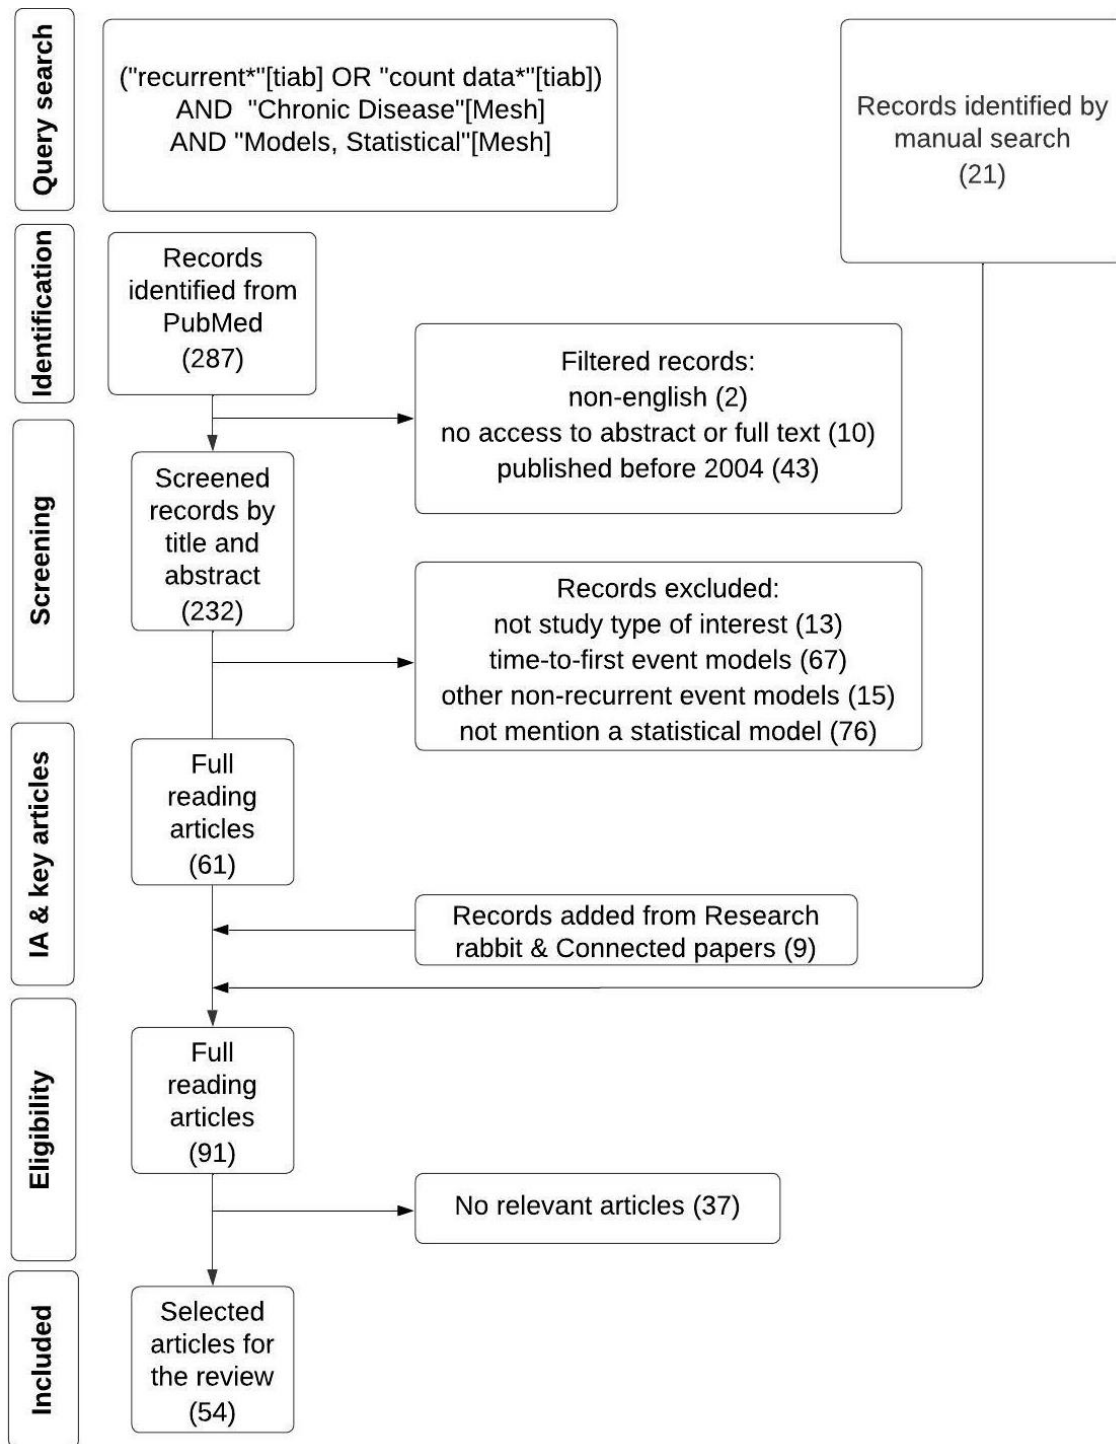 Query search
("recurrent*"[tiab] OR "count data*"[tiab])
AND "Chronic Disease"[Mesh]
AND "Models, Statistical"[Mesh]
Records identified by
manual search
(21)
Identification
Records
identified from
PubMed
(287)
Filtered records:
non-english (2)
no access to abstract or full text (10)
published before 2004 (43)
Screening
Screened
records by
title and
abstract
(232)
Records excluded:
not study type of interest (13)
time-to-first event models (67)
other non-recurrent event models (15)
not mention a statistical model (76)
IA & key articles
Full
reading
articles
(61)
Records added from Research
rabbit & Connected papers (9)
Eligibility
Full
reading
articles
(91)
No relevant articles (37)
Included
Selected
articles for
the review
(54)